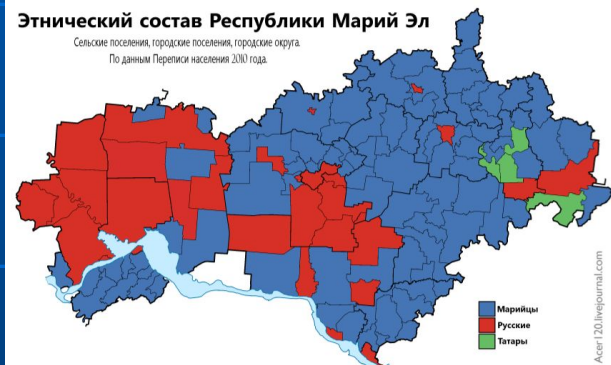 Этнический состав Республики Марий Эл
Сельские поселения, городские поселения, городские округа.
По данным Переписи населения 2010 года.
Марийцы
Русские
Татары
Acer120.livejournal.com